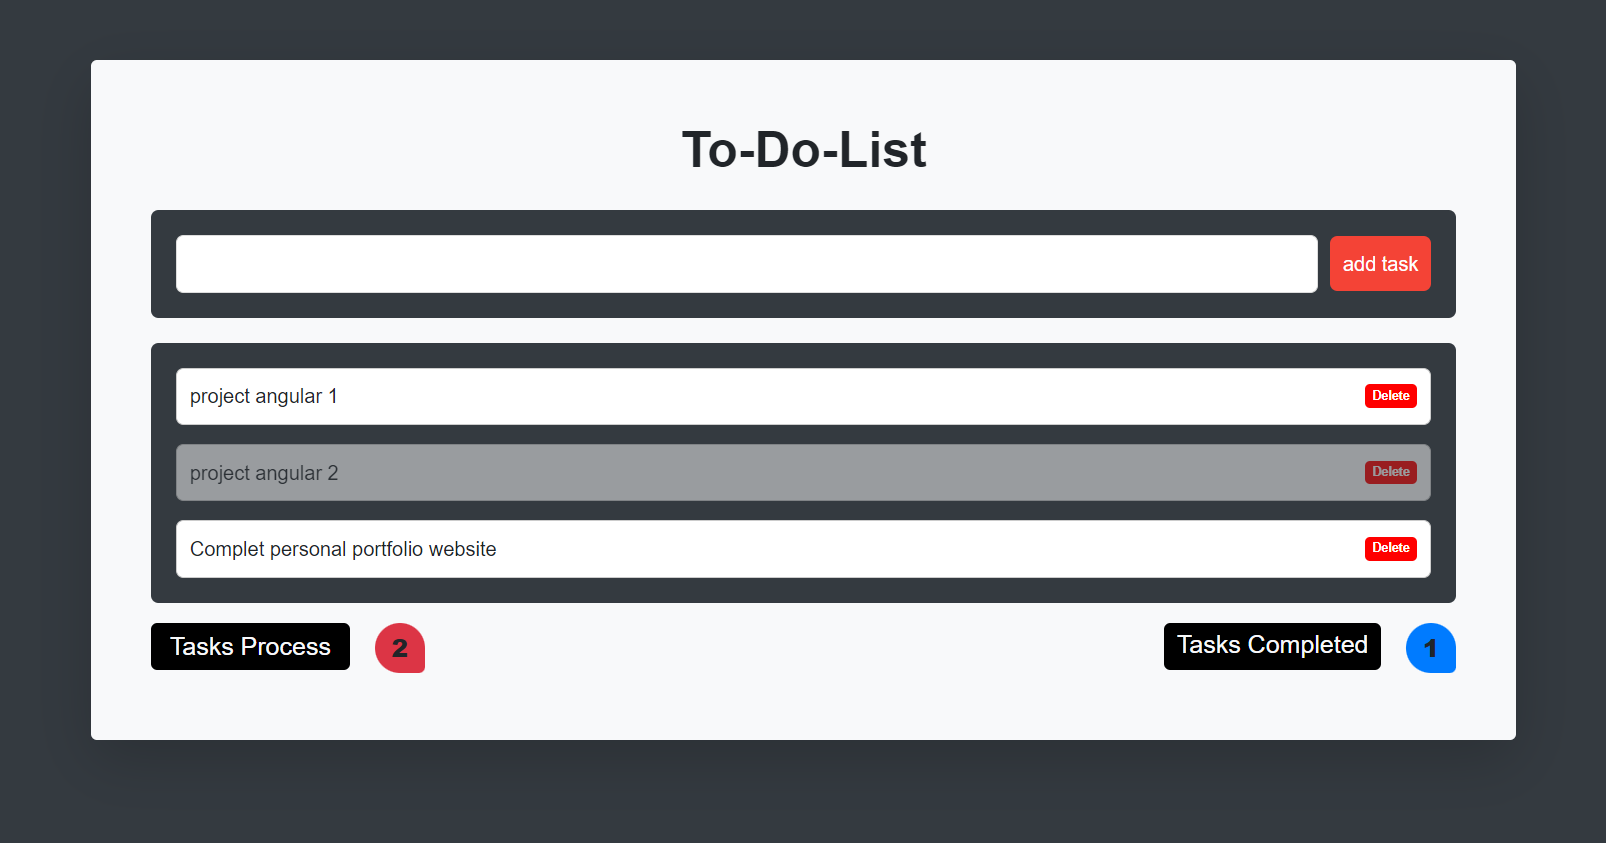 To-Do-List
add task
project angular 1
Delete
project angular 2
Delete
Complet personal portfolio website
Delete
Tasks Process
2
Tasks Completed
1